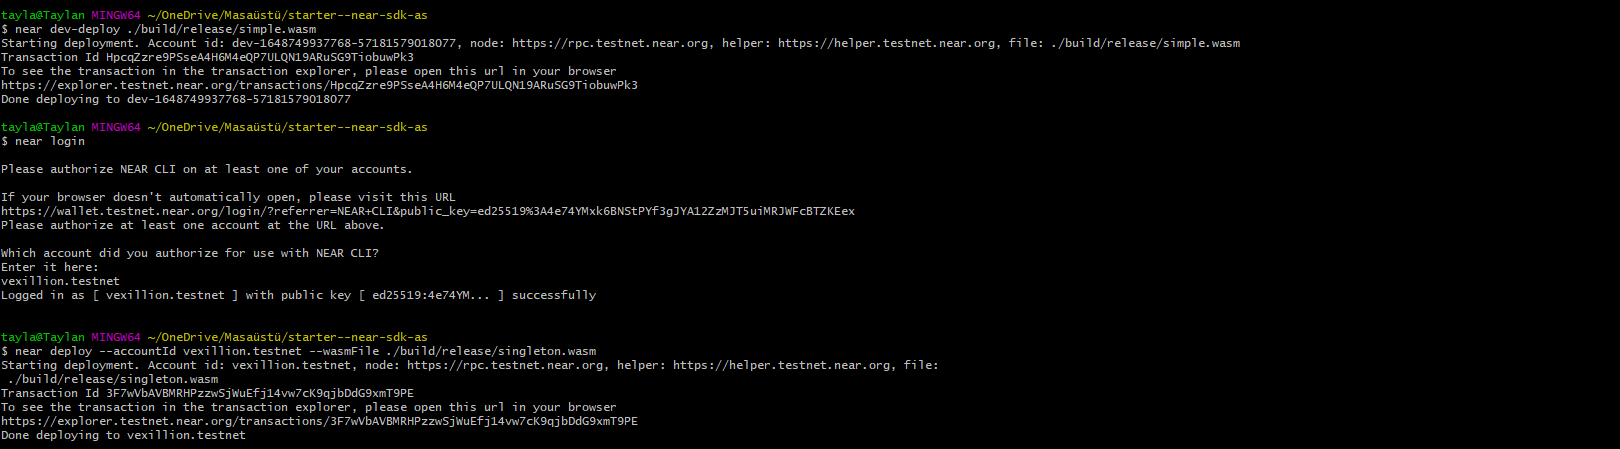 tayla@Taylan MINGW64 ~/OneDrive/Masaüstü/starter--near-sdk-as
$ near dev-deploy ./build/release/simple.wasm
Starting deployment. Account id: dev-1648749937768-57181579018077, node: https://rpc.testnet.near.org, helper: https://helper.testnet.near.org, file: ./build/release/simple.wasm
Transaction Id HpcqZzre9PSseA4H6M4eQP7ULQN19ARuSG9TiobuwPk3
To see the transaction in the transaction explorer, please open this url in your browser
https://explorer.testnet.near.org/transactions/HpcqZzre9PSseA4H6M4eQP7ULQN19ARuSG9TiobuwPk3
Done deploying to dev-1648749937768-57181579018077
tayla@Taylan MINGW64 ~/OneDrive/Masaüstü/starter--near-sdk-as
$ near login
Please authorize NEAR CLI on at least one of your accounts.
If your browser doesn't automatically open, please visit this URL
https://wallet.testnet.near.org/login/?referrer=NEAR+CLI&public_key=ed25519%3A4e74YMxk6BNStPYf3gJYA12ZzMJT5uiMRJWFcBTZKEex
Please authorize at least one account at the URL above.
Which account did you authorize for use with NEAR CLI?
Enter it here:
vexillion.testnet
Logged in as [ vexillion.testnet ] with public key [ ed25519:4e74YM... ] successfully
tayla@Taylan MINGW64 ~/OneDrive/Masaüstü/starter--near-sdk-as
$ near deploy --accountId vexillion.testnet --wasmFile ./build/release/singleton.wasm
Starting deployment. Account id: vexillion.testnet, node: https://rpc.testnet.near.org, helper: https://helper.testnet.near.org, file:
./build/release/singleton.wasm
Transaction Id 3F7wVbAVBMRHPzzwSjWuEfj14vw7cK9qjbDdG9xmT9PE
To see the transaction in the transaction explorer, please open this url in your browser
https://explorer.testnet.near.org/transactions/3F7wVbAVBMRHPzzwSjWuEfj14vw7cK9qjbDdG9xmT9PE
Done deploying to vexillion.testnet